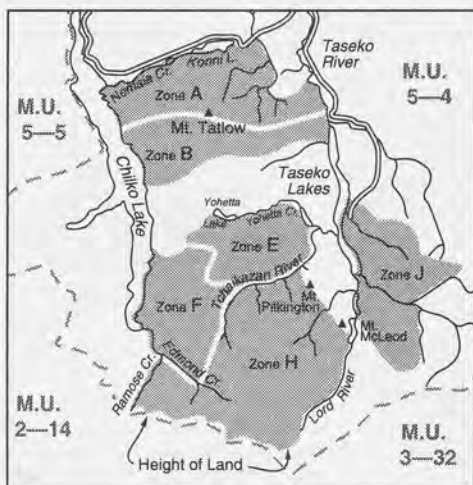 Taseko
River
Konni L.
Nemaia Cr.
Zone A
M.U.
5—5
M.U.
5—4
Mt. Tatlow
Zone B
Chilko Lake
Taseko
Lakes
Yohetta
Lake
Yohetta Cr.
Zone E
Tchaikazan River
Zone J
Zone F
Mt.
Pilkington
Mt.
McLeod
Edmond Cr.
Zone H
Ramose Cr.
Lord River
M.U.
2—14
M.U.
3—32
Height of Land